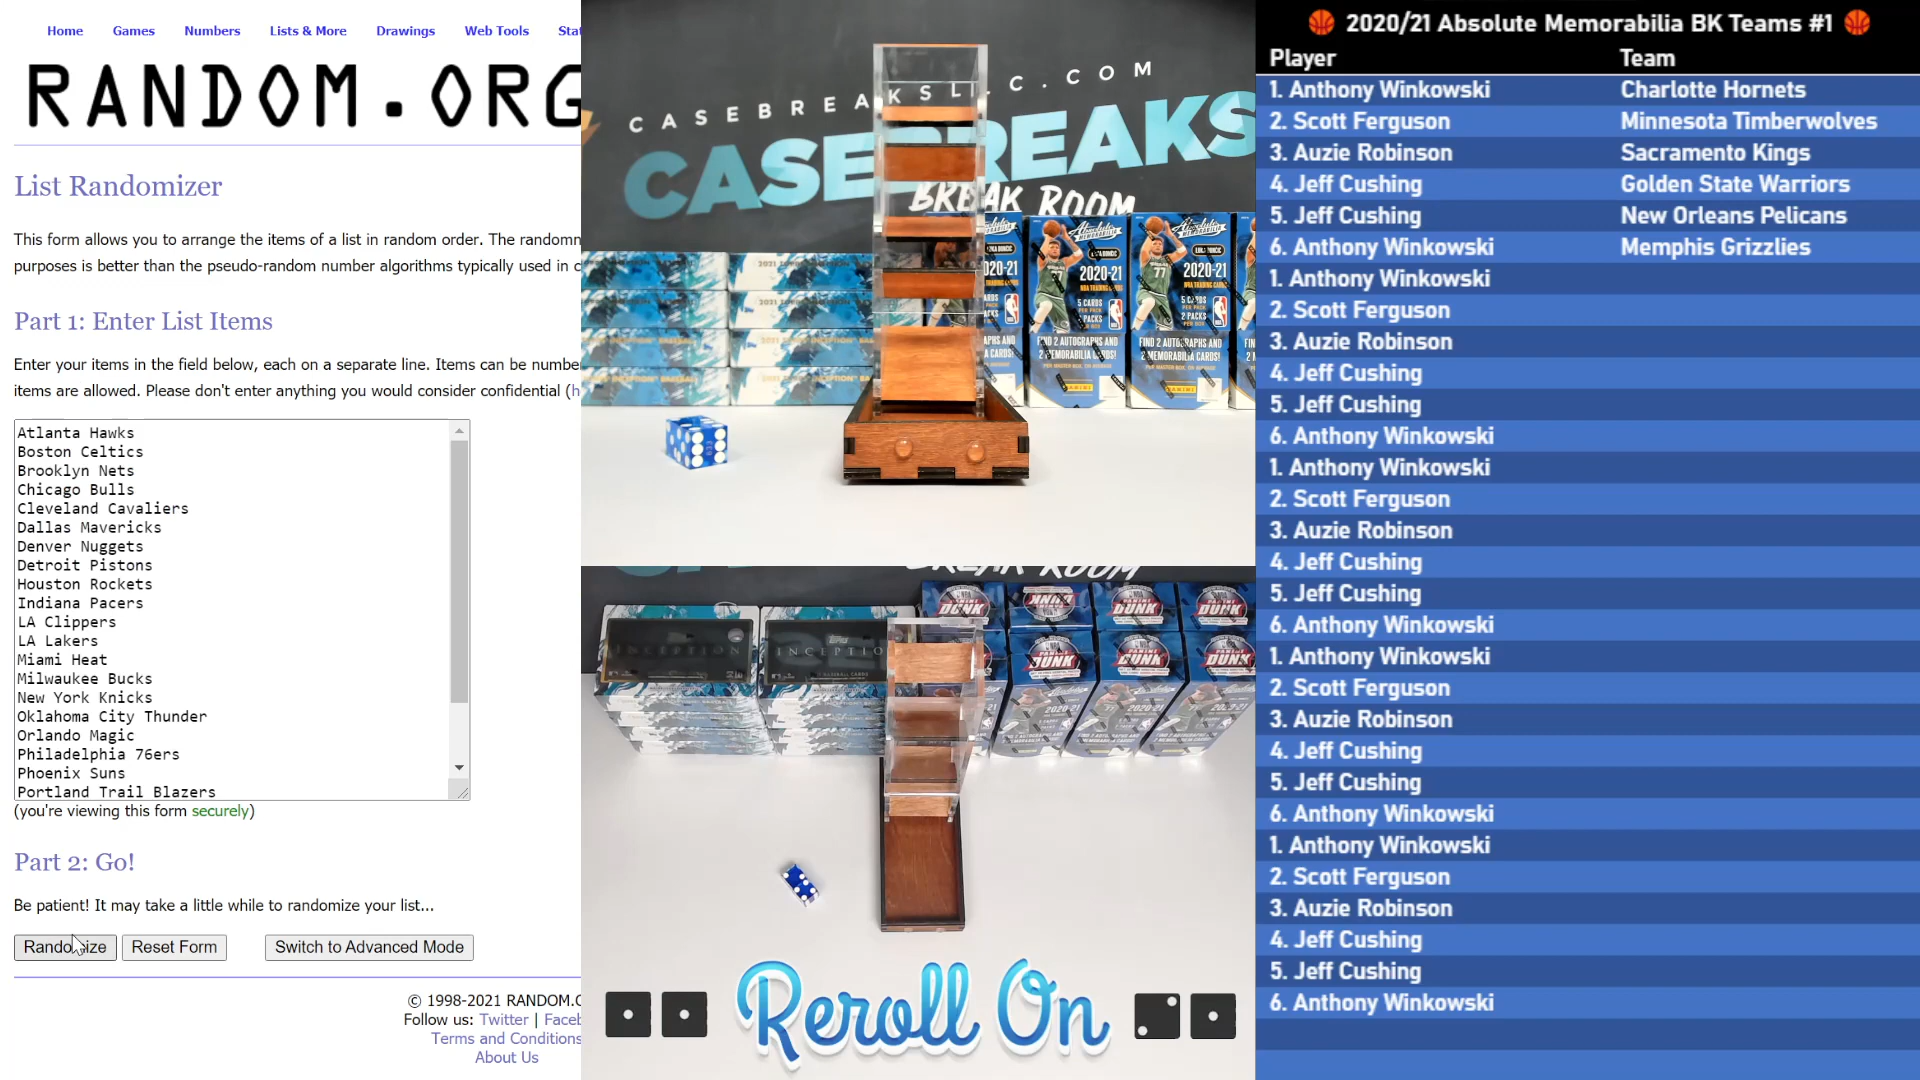 Home Games Numbers Lists & More Drawings Web Tools
RANDOM.ORG
List Randomizer
This form allows you to arrange the items of a list in random order. The
purposes is better than the pseudo-random number algorithms typically used in
Part 1: Enter List Items
Enter your items in the field below, each on a separate line. Items can be
items are allowed. Please don't enter anything you would consider confidential
Atlanta Hawks
Boston Celtics
Brooklyn Nets
Chicago Bulls
Cleveland Cavaliers
Dallas Mavericks
Denver Nuggets
Detroit Pistons
Houston Rockets
Indiana Pacers
LA Clippers
LA Lakers
Miami Heat
Milwaukee Bucks
New York Knicks
Oklahoma City Thunder
Orlando Magic
Philadelphia 76ers
Phoenix Suns
Portland Trail Blazers
(you're viewing this form securely)
Part 2: Go!
Be patient! It may take a little while to randomize your list...
Randomize Reset Form Switch to Advanced Mode
© 1998-2021
Follow us: Twitter |
Terms and Conditions
About Us
CASEBREAKSLLC.COM
CASEBREAKS
BREAK ROOM
2020-21
FIND 2 AUTOGRAPHS AND
2 MEMORABILIA CARDS!
INCEPTION
DUNK
Reroll On
2020/21 Absolute Memorabilia BK Teams #1
Player Team
1. Anthony Winkowski Charlotte Hornets
2. Scott Ferguson Minnesota Timberwolves
3. Auzie Robinson Sacramento Kings
4. Jeff Cushing Golden State Warriors
5. Jeff Cushing New Orleans Pelicans
6. Anthony Winkowski Memphis Grizzlies
1. Anthony Winkowski
2. Scott Ferguson
3. Auzie Robinson
4. Jeff Cushing
5. Jeff Cushing
6. Anthony Winkowski
1. Anthony Winkowski
2. Scott Ferguson
3. Auzie Robinson
4. Jeff Cushing
5. Jeff Cushing
6. Anthony Winkowski
1. Anthony Winkowski
2. Scott Ferguson
3. Auzie Robinson
4. Jeff Cushing
5. Jeff Cushing
6. Anthony Winkowski
1. Anthony Winkowski
2. Scott Ferguson
3. Auzie Robinson
4. Jeff Cushing
5. Jeff Cushing
6. Anthony Winkowski